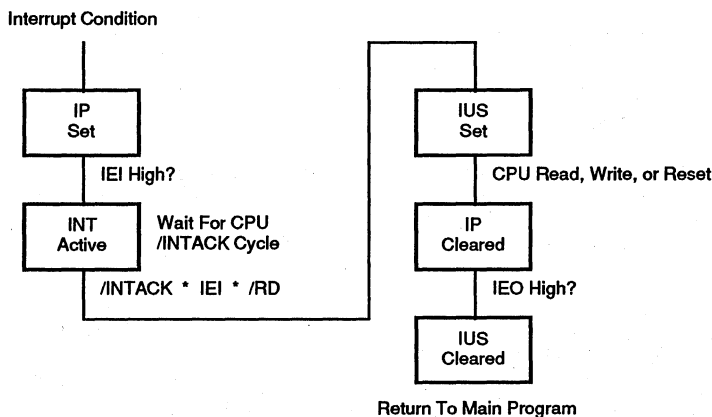 Interrupt Condition
IP
Set
IEI High?
INT
Active
Wait For CPU
/INTACK Cycle
/INTACK * IEI * /RD
IUS
Set
CPU Read, Write, or Reset
IP
Cleared
IEO High?
IUS
Cleared
Return To Main Program